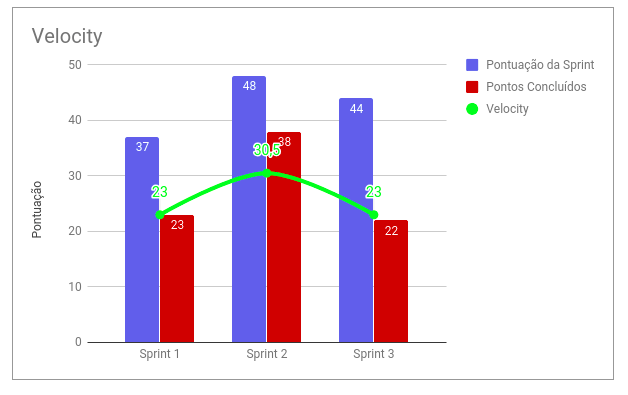 Velocity
Pontuação da Sprint
Pontos Concluídos
Velocity
Pontuação
50
40
30
20
10
0
37
48
44
23
38
22
23
30,5
23
Sprint 1
Sprint 2
Sprint 3